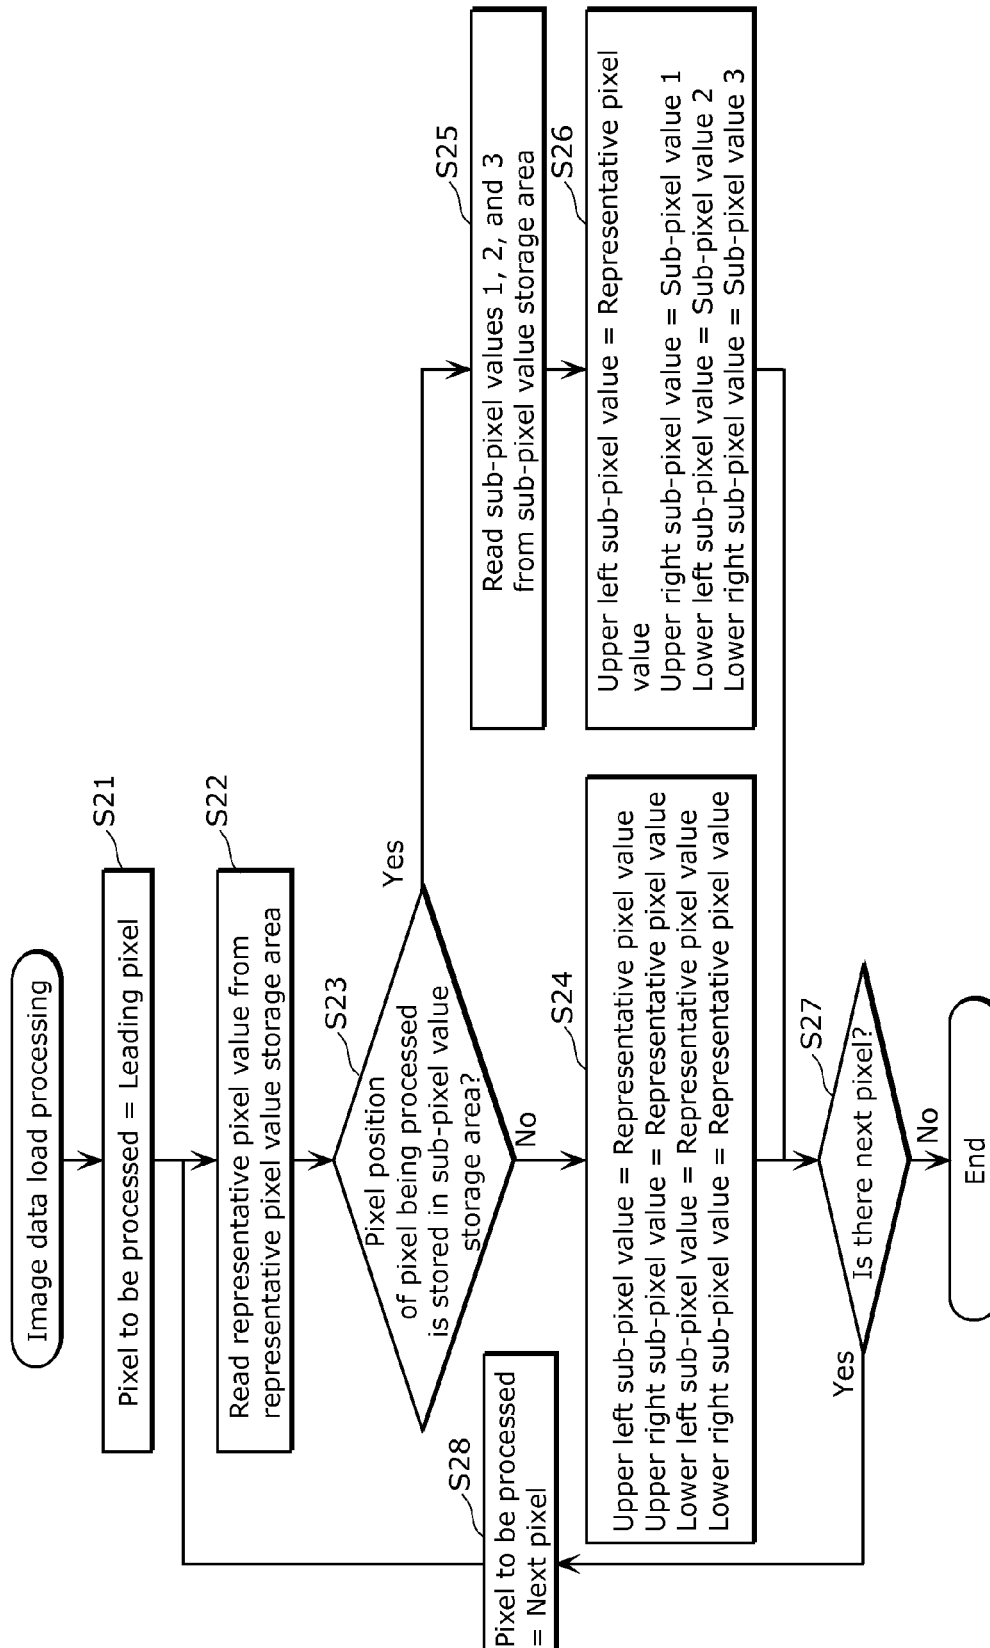 Image data load processing
S21
Pixel to be processed = Leading pixel
S22
Read representative pixel value from
representative pixel value storage area
S23
Pixel position
of pixel being processed
is stored in sub-pixel value
storage area?
Yes
No
S25
Read sub-pixel values 1, 2, and 3
from sub-pixel value storage area
S28
Pixel to be processed
= Next pixel
S24
Upper left sub-pixel value = Representative pixel value
Upper right sub-pixel value = Representative pixel value
Lower left sub-pixel value = Representative pixel value
Lower right sub-pixel value = Representative pixel value
S26
Upper left sub-pixel value = Representative pixel
value
Upper right sub-pixel value = Sub-pixel value 1
Lower left sub-pixel value = Sub-pixel value 2
Lower right sub-pixel value = Sub-pixel value 3
S27
Is there next pixel?
Yes
No
End